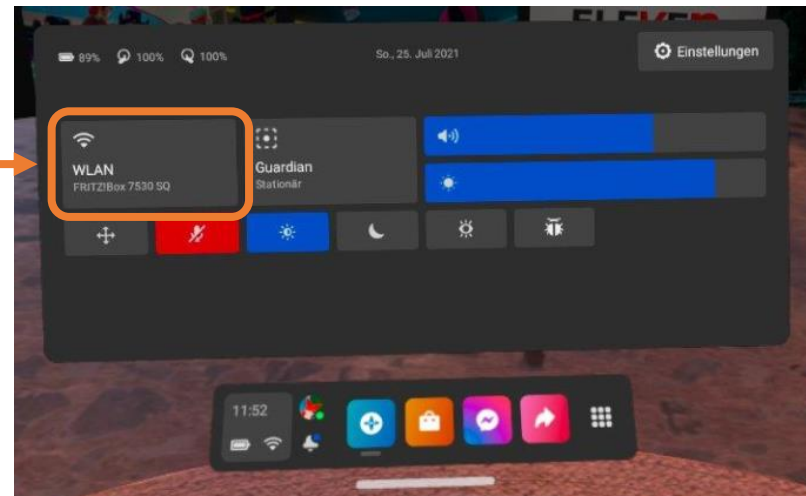 89% 100% 100%
So., 25. Juli 2021
Einstellungen
WLAN
FRITZ!Box 7530 SQ
Guardian
Stationär
11:52